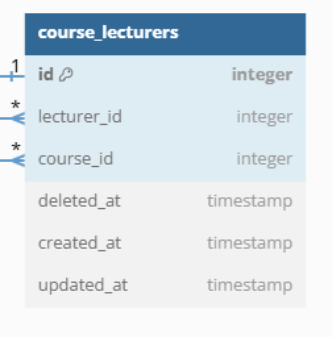 course_lecturers
1 id integer
* lecturer_id integer
* course_id integer
deleted_at timestamp
created_at timestamp
updated_at timestamp